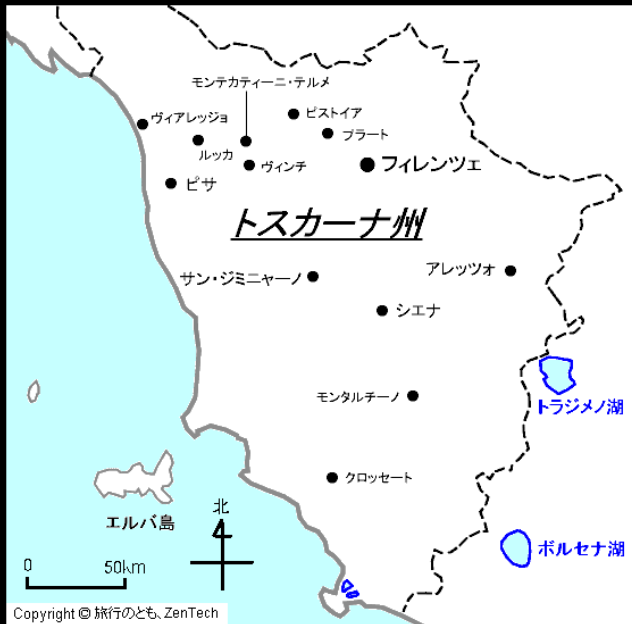 モンテカティーニ・テルメ
ヴィアレッジョ
ピストイア
プラート
ルッカ
ヴィンチ
フィレンツェ
ピサ
トスカーナ州
サン・ジミニャーノ
アレッツォ
シエナ
モンタルチーノ
トラジメノ湖
クロッセート
エルバ島
北
ボルセナ湖
0 50km
Copyright © 旅行のとも、ZenTech